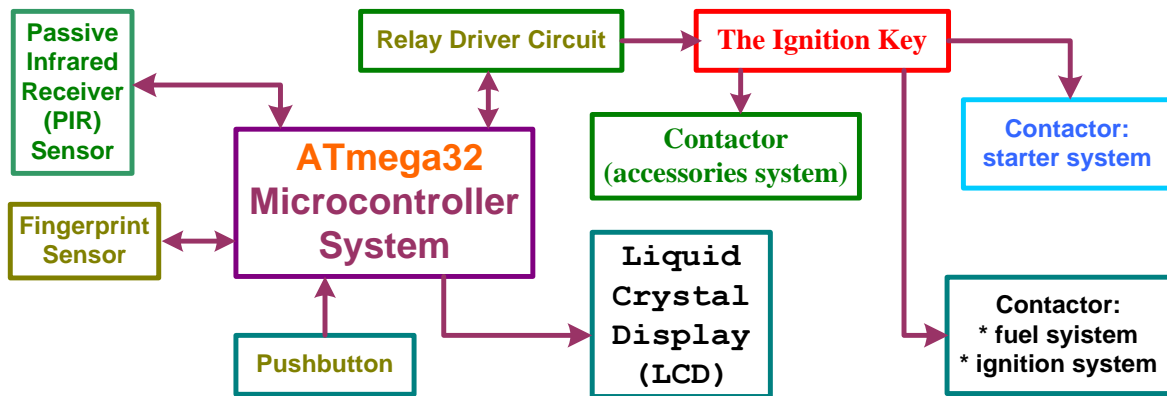 Passive
Infrared
Receiver
(PIR)
Sensor
Relay Driver Circuit
The Ignition Key
Contactor
(accessories system)
Contactor:
starter system
ATmega32
Microcontroller
System
Fingerprint
Sensor
Pushbutton
Liquid
Crystal
Display
(LCD)
Contactor:
* fuel syistem
* ignition system